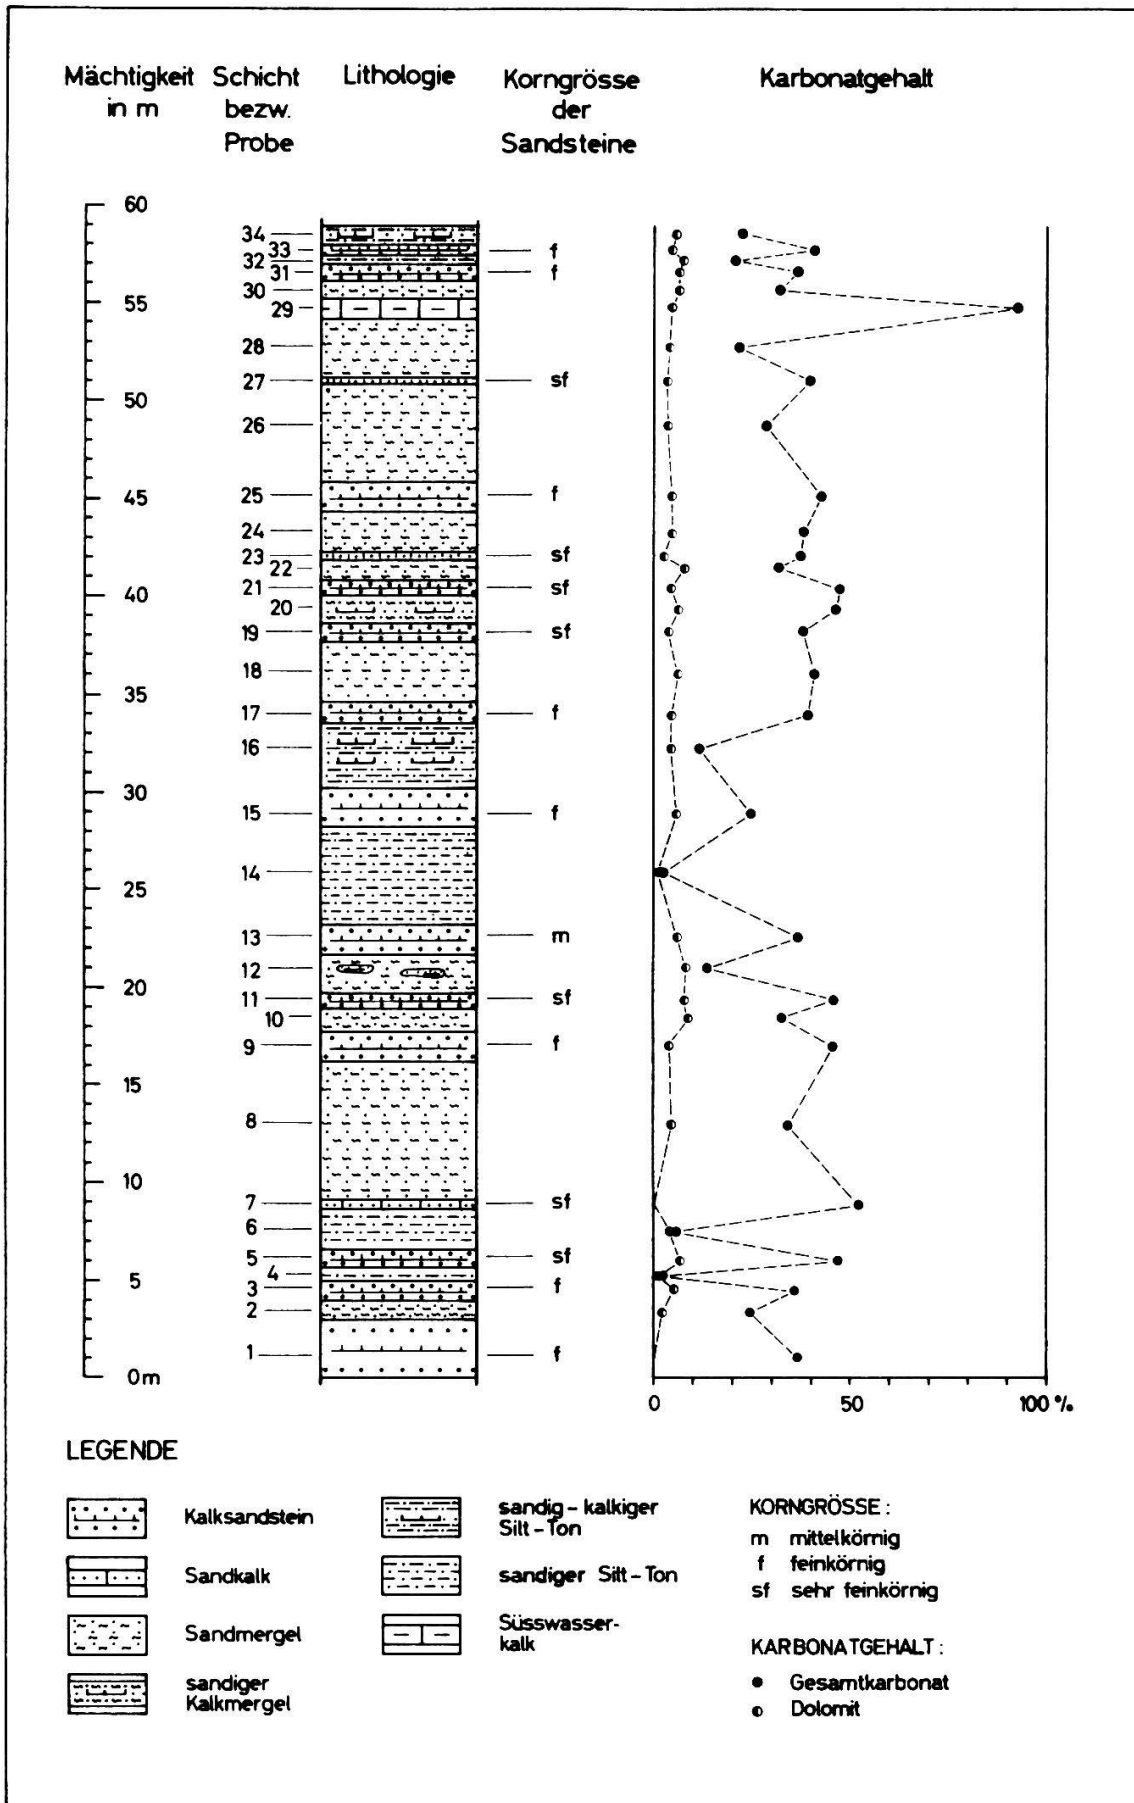 Mächtigkeit in m
Schicht bezw. Probe
Lithologie
Korngrösse der Sandsteine
Karbonatgehalt
60
34
33 f
32
31 f
30
55
29
28
27 sf
50
26
45
25 f
24
23 sf
22
21 sf
40
20
19 sf
18
35
17 f
16
30
15 f
14
25
13 m
12
20
11 sf
10
9 f
15
8
10
7 sf
6
5 sf
5
4
3 f
2
1 f
0m
0 50 100 %
LEGENDE
Kalksandstein
Sandkalk
Sandmergel
sandiger
Kalkmergel
sandig-kalkiger
Silt-Ton
sandiger Silt-Ton
Süsswasser-
kalk
KORNGRÖSSE :
m mittelkörnig
f feinkörnig
sf sehr feinkörnig
KARBONATGEHALT :
Gesamtkarbonat
Dolomit